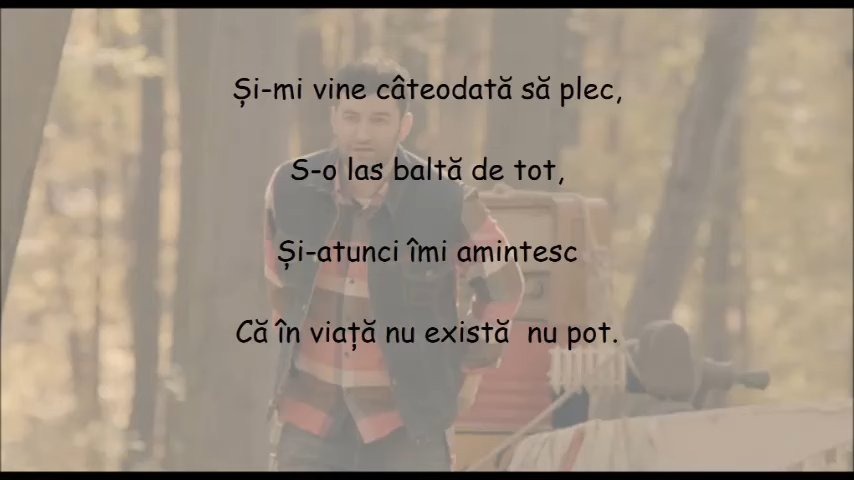 Și-mi vine câteodată să plec,
S-o las baltă de tot,
Și-atunci îmi amintesc
Că în viață nu există  nu pot.